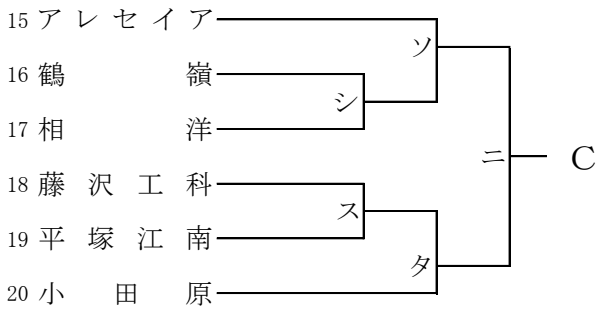 15 アレセイア
ソ
16 鶴嶺
シ
17 相洋
ニ C
18 藤沢工科
ス
19 平塚江南
タ
20 小田原